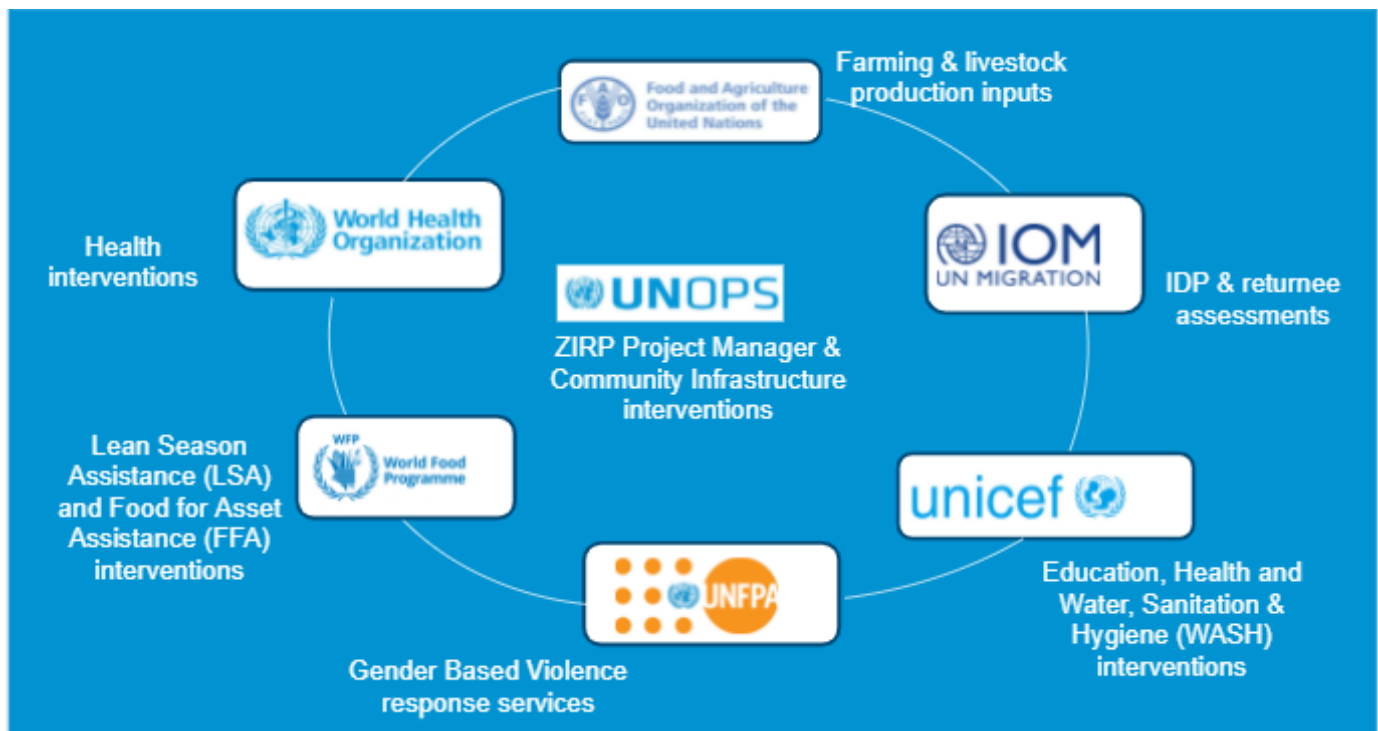 Food and Agriculture
Organization of the
United Nations
Farming & livestock
production inputs
World Health
Organization
Health
interventions
IOM
UN MIGRATION
IDP & returnee
assessments
UNOPS
ZIRP Project Manager &
Community Infrastructure
interventions
WFP
World Food
Programme
Lean Season
Assistance (LSA)
and Food for Asset
Assistance (FFA)
interventions
unicef
Education, Health and
Water, Sanitation &
Hygiene (WASH)
interventions
UNFPA
Gender Based Violence
response services